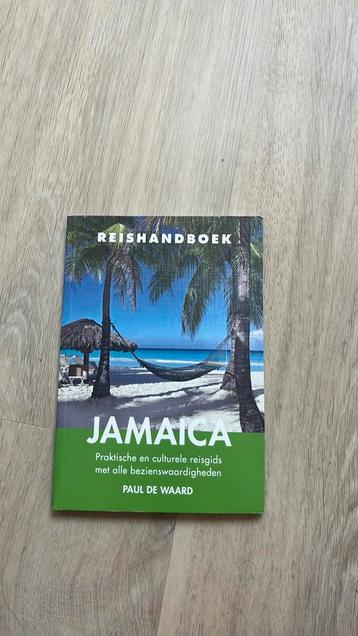 REISHANDBOEK
JAMAICA
Praktische en culturele reisgids
met alle bezienswaardigheden
PAUL DE WAARD